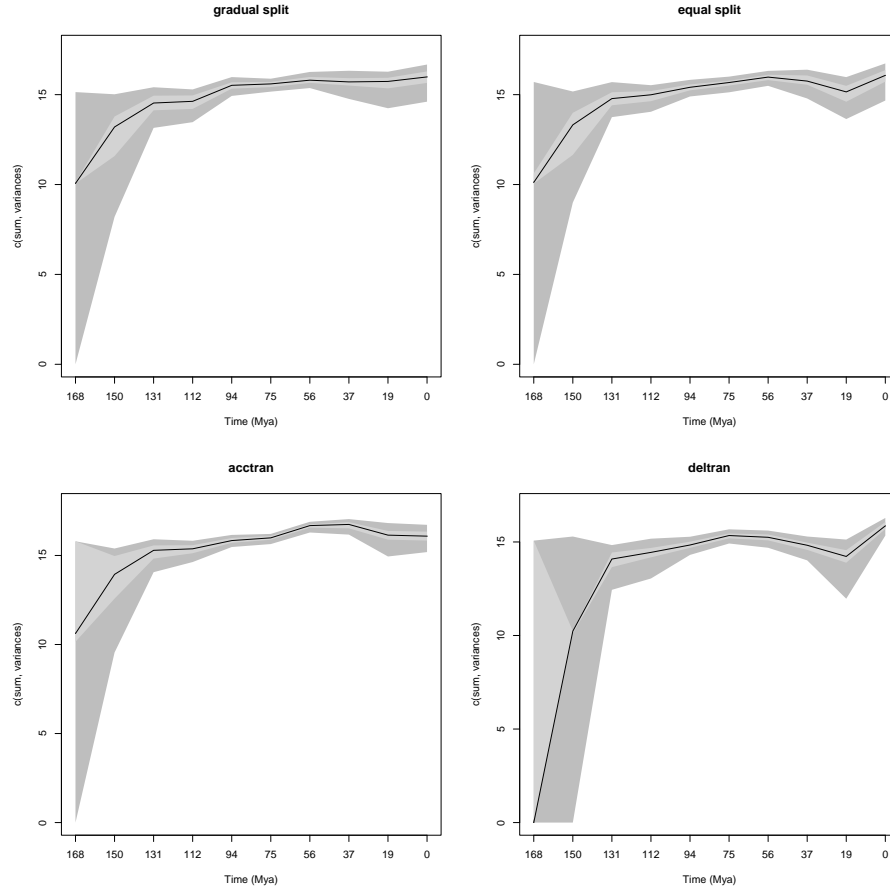 gradual split
c(sum, variances)
15
10
5
0
168 150 131 112 94 75 56 37 19 0
Time (Mya)
equal split
c(sum, variances)
15
10
5
0
168 150 131 112 94 75 56 37 19 0
Time (Mya)
acctran
c(sum, variances)
15
10
5
0
168 150 131 112 94 75 56 37 19 0
Time (Mya)
deltran
c(sum, variances)
15
10
5
0
168 150 131 112 94 75 56 37 19 0
Time (Mya)